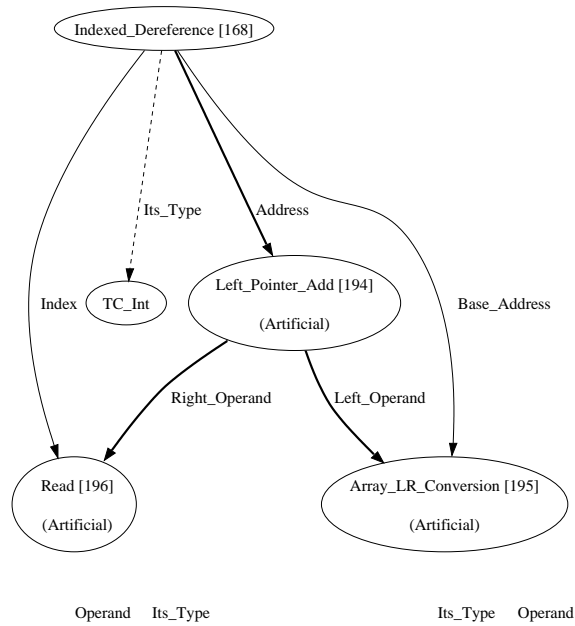 Indexed_Dereference [168]
Its_Type
Address
Index
TC_Int
Left_Pointer_Add [194]
(Artificial)
Base_Address
Right_Operand
Left_Operand
Read [196]
(Artificial)
Array_LR_Conversion [195]
(Artificial)
Operand Its_Type
Its_Type Operand